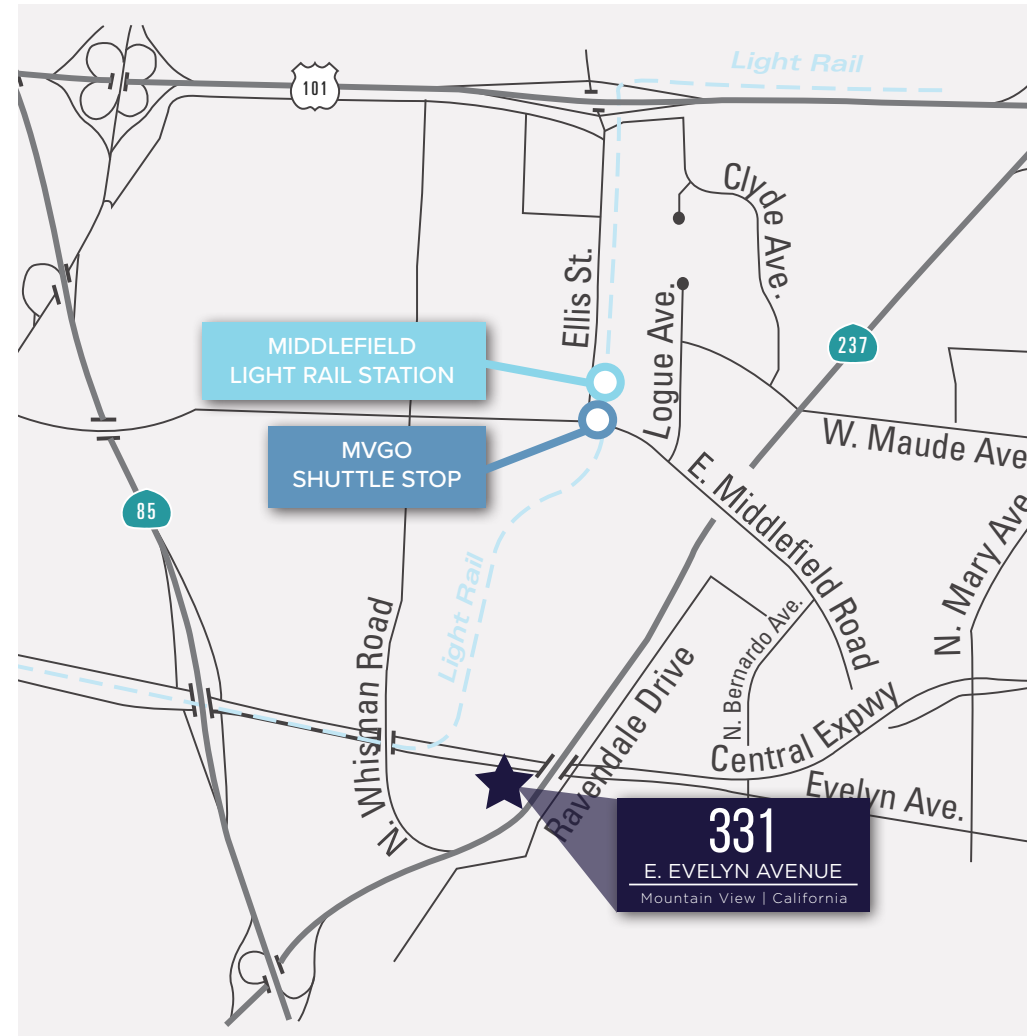 Light Rail
101
Clyde Ave.
Ellis St.
Logue Ave.
237
MIDDLEFIELD
LIGHT RAIL STATION
MVGO
SHUTTLE STOP
W. Maude Ave
E. Middlefield Road
85
N. Mary Ave
Light Rail
N. Whisman Road
N. Bernardo Ave.
Ravendale Drive
Central Expwy
Evelyn Ave.
331
E. EVELYN AVENUE
Mountain View | California